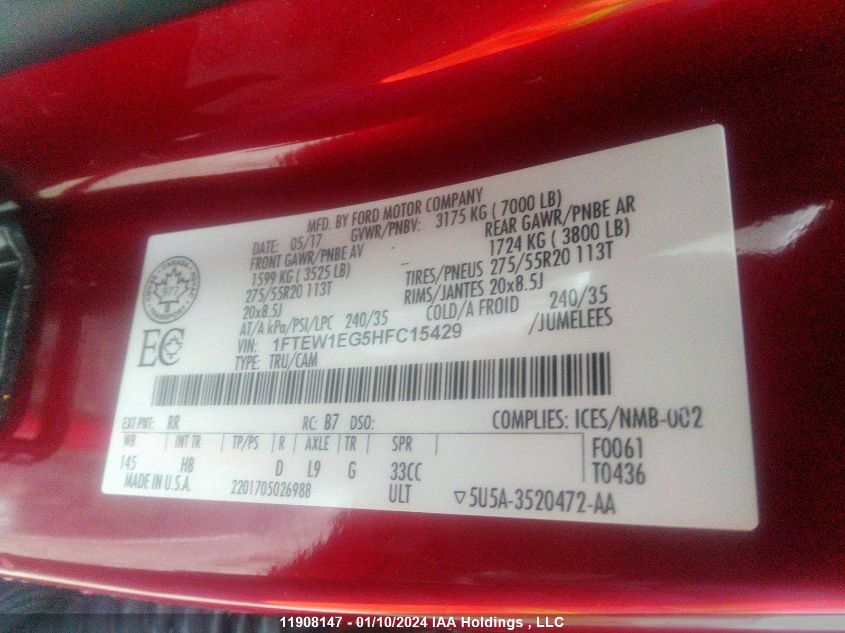 MFD. BY FORD MOTOR COMPANY
DATE: 05/17 GVWR/PNBV: 3175 KG ( 7000 LB)
FRONT GAWR/PNBE AV REAR GAWR/PNBE AR
1599 KG ( 3525 LB) 1724 KG ( 3800 LB)
275/55R20 113T TIRES/PNEUS 275/55R20 113T
20x8.5J RIMS/JANTES 20x8.5J
AT/A kPa/PSI/LPC 240/35 COLD/A FROID 240/35
VIN: 1FTEW1EG5HFC15429 /JUMELEES
TYPE: TRU/CAM
CANADA
TRANSPORT
EC
EXT PNT: RR RC: B7 DSO: COMPLIES: ICES/NMB-002
WB INT TR TP/PS R AXLE TR SPR F0061
145 HB D L9 G 33CC T0436
MADE IN U.S.A. 2201705026988 ULT 5U5A-3520472-AA
11908147 - 01/10/2024 IAA Holdings , LLC